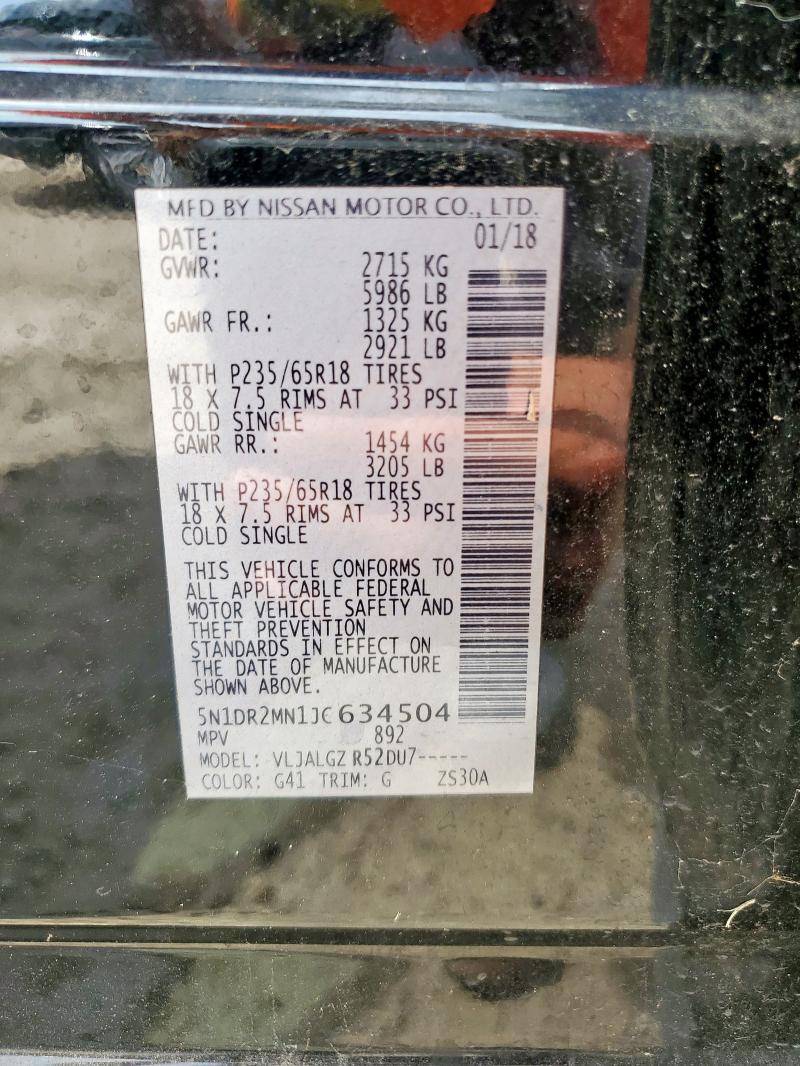 MFD BY NISSAN MOTOR CO., LTD.
DATE: 01/18
GVWR: 2715 KG
5986 LB
GAWR FR.: 1325 KG
2921 LB
WITH P235/65R18 TIRES
18 X 7.5 RIMS AT 33 PSI
COLD SINGLE
GAWR RR.: 1454 KG
3205 LB
WITH P235/65R18 TIRES
18 X 7.5 RIMS AT 33 PSI
COLD SINGLE
THIS VEHICLE CONFORMS TO
ALL APPLICABLE FEDERAL
MOTOR VEHICLE SAFETY AND
THEFT PREVENTION
STANDARDS IN EFFECT ON
THE DATE OF MANUFACTURE
SHOWN ABOVE.
5N1DR2MN1JC634504
MPV 892
MODEL: VLJALGZ R52DU7-----
COLOR: G41 TRIM: G ZS30A